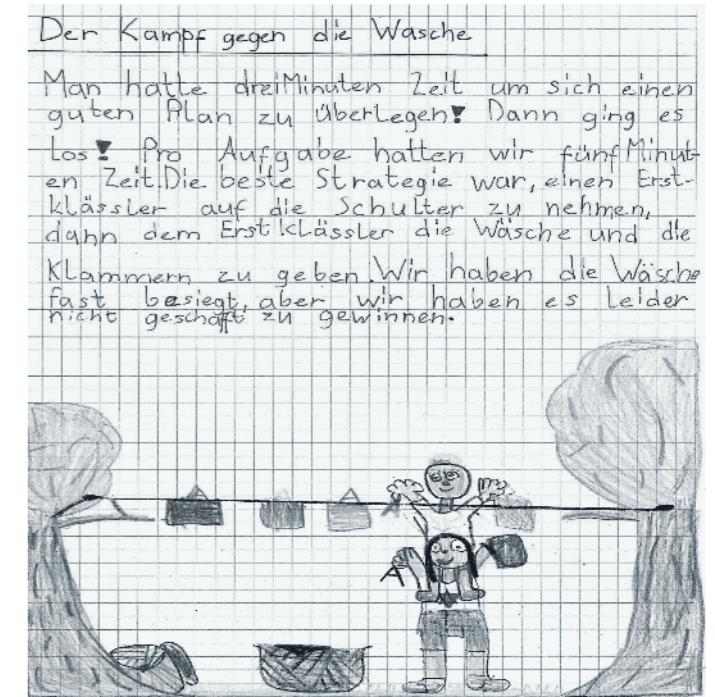 Der Kampf gegen die Wäsche
Man hatte dreiMinuten Zeit um sich einen
guten Plan zu überlegen! Dann ging es
Los! Pro Aufgabe hatten wir fünf Minut-
en Zeit.Die beste Strategie war, einen Erst-
klässler auf die Schulter zu nehmen,
dann dem Erstklässler die Wäsche und die
Klammern zu geben.Wir haben die Wäsche
fast besiegt, aber wir haben es leider
nicht geschaft zu gewinnen.